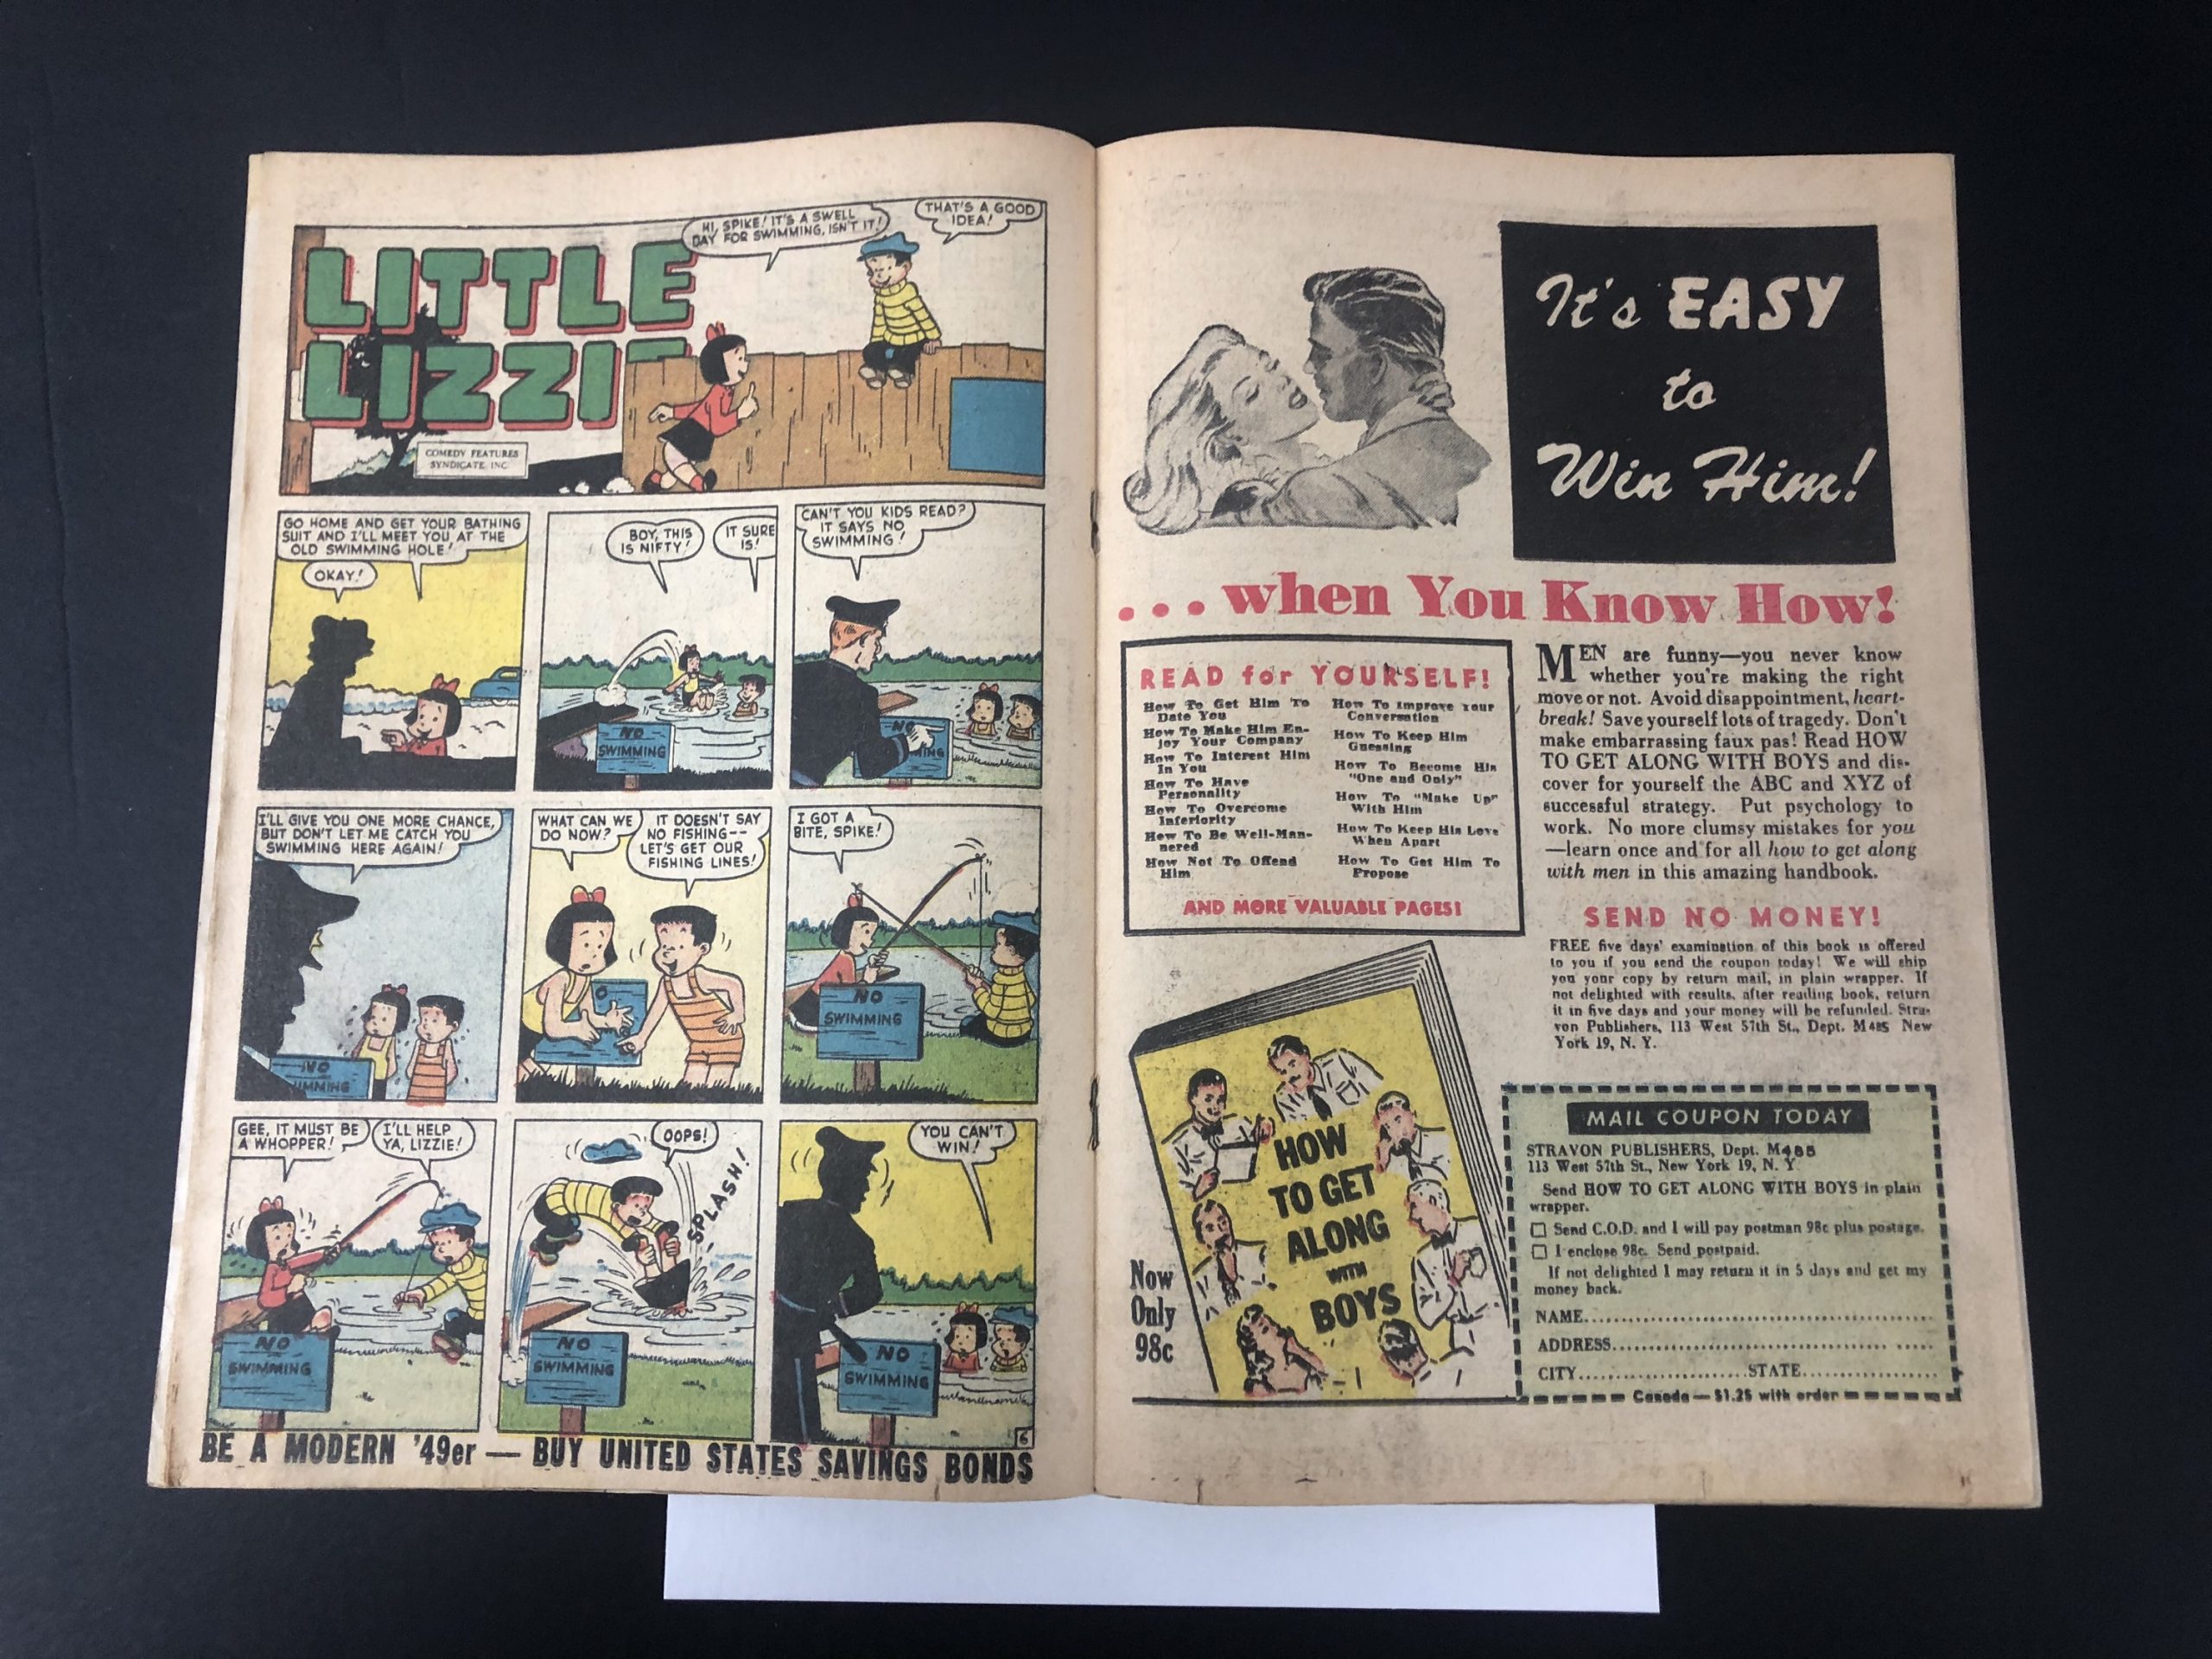 HI, SPIKE! IT'S A SWELL
DAY FOR SWIMMING, ISN'T IT!
THAT'S A GOOD
IDEA!
LITTLE
LIZZI
COMEDY FEATURES
SYNDICATE, INC
GO HOME AND GET YOUR BATHING
SUIT AND I'LL MEET YOU AT THE
OLD SWIMMING HOLE!
OKAY!
BOY, THIS
IS NIFTY!
IT SURE
IS!
NO
SWIMMING
CAN'T YOU KIDS READ?
IT SAYS NO
SWIMMING!
NO
MING
I'LL GIVE YOU ONE MORE CHANCE,
BUT DON'T LET ME CATCH YOU
SWIMMING HERE AGAIN!
NO
IMMING
WHAT CAN WE
DO NOW?
IT DOESN'T SAY
NO FISHING--
LET'S GET OUR
FISHING LINES!
O
I GOT A
BITE, SPIKE!
NO
SWIMMING
GEE, IT MUST BE
A WHOPPER!
I'LL HELP
YA, LIZZIE!
NO
SWIMMING
OOPS!
SPLASH!
NO
SWIMMING
YOU CAN'T
WIN!
NO
SWIMMING
6
BE A MODERN '49er — BUY UNITED STATES SAVINGS BONDS
It's EASY
to
Win Him!
...when You Know How!
READ for YOURSELF!
How To Get Him To
Date You
How To Make Him En-
joy Your Company
How To Interest Him
In You
How To Have
Personality
How To Overcome
Inferiority
How To Be Well-Man-
nered
How Not To Offend
Him
How To Improve Your
Conversation
How To Keep Him
Guessing
How To Become His
"One and Only"
How To "Make Up"
With Him
How To Keep His Love
When Apart
How To Get Him To
Propose
AND MORE VALUABLE PAGES!
MEN are funny—you never know
whether you're making the right
move or not. Avoid disappointment, heart-
break! Save yourself lots of tragedy. Don't
make embarrassing faux pas! Read HOW
TO GET ALONG WITH BOYS and dis-
cover for yourself the ABC and XYZ of
successful strategy. Put psychology to
work. No more clumsy mistakes for you
—learn once and for all how to get along
with men in this amazing handbook.
SEND NO MONEY!
FREE five days' examination of this book is offered
to you if you send the coupon today! We will ship
you your copy by return mail, in plain wrapper. If
not delighted with results, after reading book, return
it in five days and your money will be refunded. Stra-
von Publishers, 113 West 57th St., Dept. M485 New
York 19, N. Y.
HOW
TO GET
ALONG
WITH
BOYS
Now
Only
98c
MAIL COUPON TODAY
STRAVON PUBLISHERS, Dept. M485
113 West 57th St., New York 19, N. Y.
Send HOW TO GET ALONG WITH BOYS in plain
wrapper.
□ Send C.O.D. and I will pay postman 98c plus postage.
□ I enclose 98c. Send postpaid.
If not delighted I may return it in 5 days and get my
money back.
NAME
ADDRESS
CITY STATE
Canada — $1.25 with order